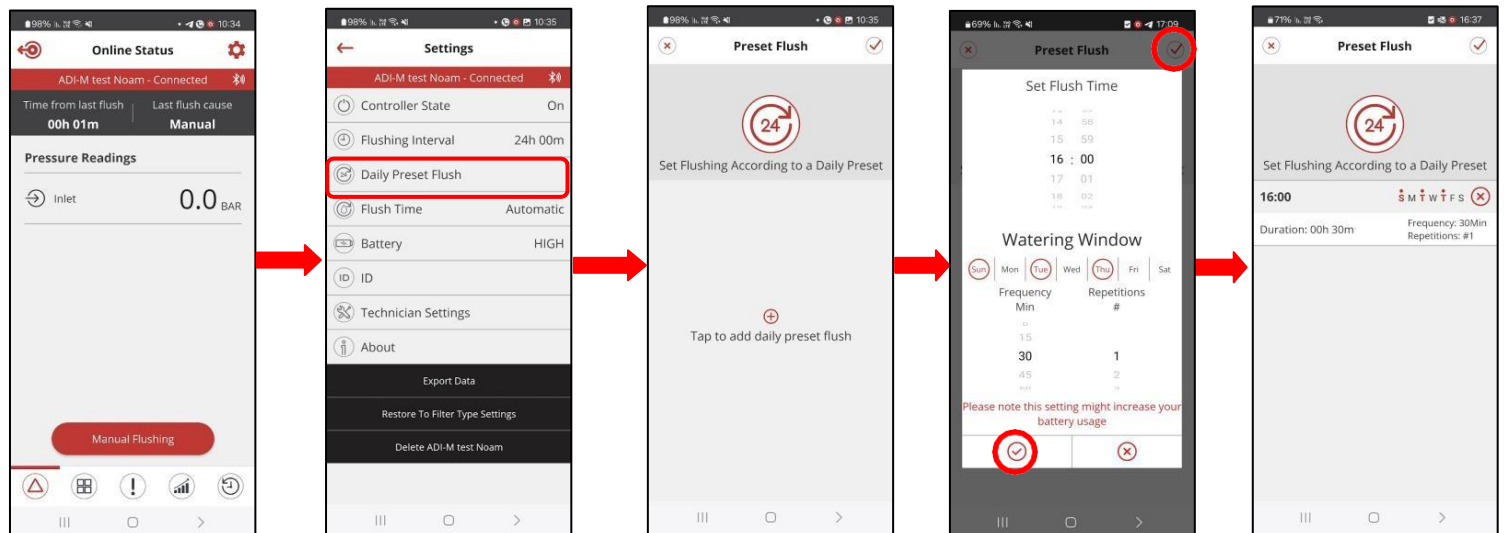 98%
10:34
Online Status
ADI-M test Noam - Connected
Time from last flush
Last flush cause
00h 01m
Manual
Pressure Readings
Inlet
0.0 BAR
Manual Flushing
98%
10:35
Settings
ADI-M test Noam - Connected
Controller State
On
Flushing Interval
24h 00m
24
Daily Preset Flush
Flush Time
Automatic
Battery
HIGH
ID
ID
Technician Settings
About
Export Data
Restore To Filter Type Settings
Delete ADI-M test Noam
98%
10:35
Preset Flush
24
Set Flushing According to a Daily Preset
Tap to add daily preset flush
69%
17:09
Preset Flush
Set Flush Time
14 58
15 59
16 : 00
17 01
18 02
Watering Window
Sun Mon Tue Wed Thu Fri Sat
Frequency
Repetitions
Min
#
15
30 1
45 2
Please note this setting might increase your
battery usage
71%
16:37
Preset Flush
24
Set Flushing According to a Daily Preset
16:00
S M T W T F S
Duration: 00h 30m
Frequency: 30Min
Repetitions: #1